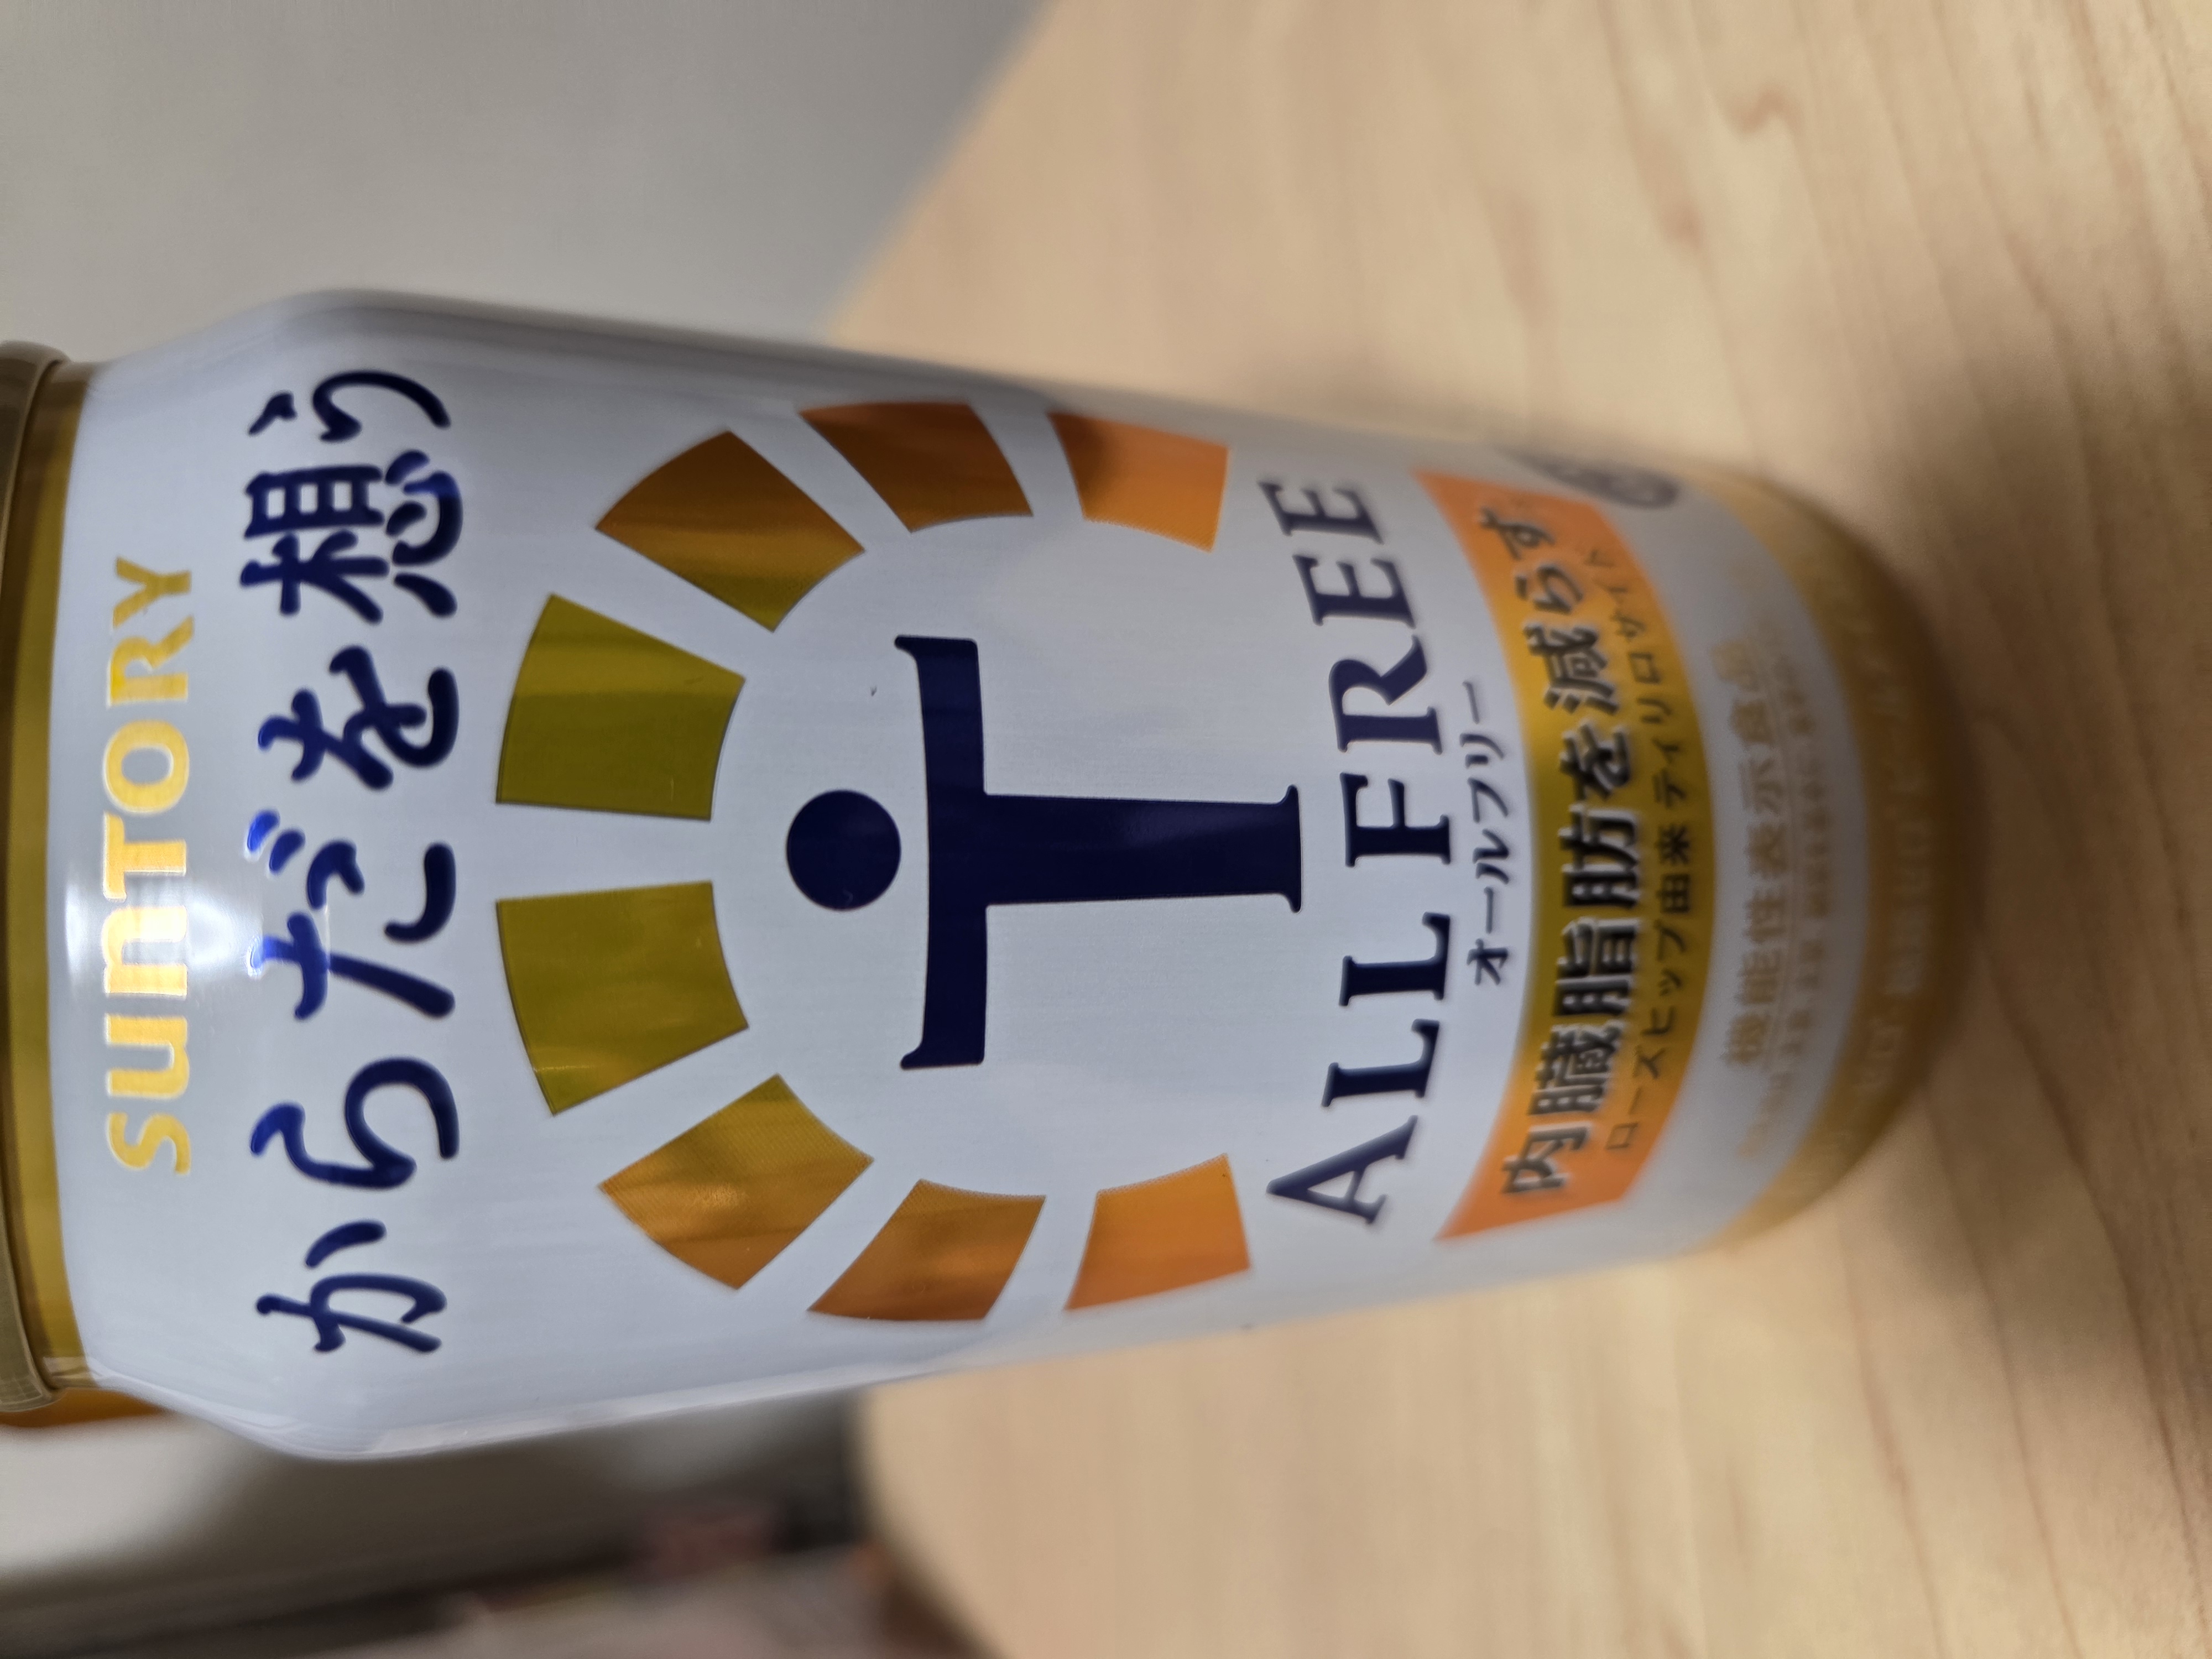 SUNTORY
からだを想う
ALL FREE
オールフリー
内臓脂肪を減らす
ローズヒップ由来 ティリロサイド
機能性表示食品